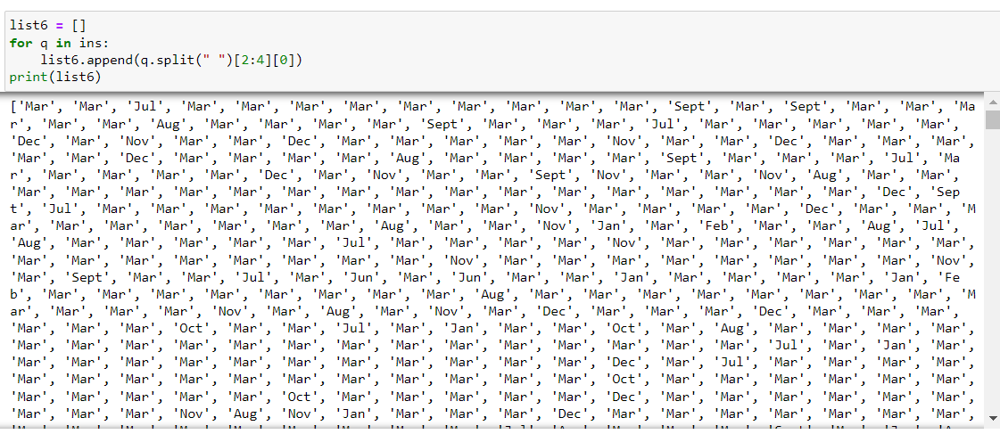 list6 = []
for q in ins:
    list6.append(q.split(" ")[2:4][0])
print(list6)
['Mar', 'Mar', 'Jul', 'Mar', 'Mar', 'Mar', 'Mar', 'Mar', 'Mar', 'Mar', 'Mar', 'Mar', 'Sept', 'Mar', 'Sept', 'Mar', 'Mar', 'Ma
r', 'Mar', 'Mar', 'Aug', 'Mar', 'Mar', 'Mar', 'Mar', 'Sept', 'Mar', 'Mar', 'Mar', 'Jul', 'Mar', 'Mar', 'Mar', 'Mar', 'Mar',
'Dec', 'Mar', 'Nov', 'Mar', 'Mar', 'Dec', 'Mar', 'Mar', 'Mar', 'Mar', 'Mar', 'Nov', 'Mar', 'Mar', 'Dec', 'Mar', 'Mar', 'Mar',
'Mar', 'Mar', 'Dec', 'Mar', 'Mar', 'Mar', 'Mar', 'Aug', 'Mar', 'Mar', 'Mar', 'Mar', 'Sept', 'Mar', 'Mar', 'Mar', 'Jul', 'Ma
r', 'Mar', 'Mar', 'Mar', 'Mar', 'Dec', 'Mar', 'Nov', 'Mar', 'Mar', 'Sept', 'Nov', 'Mar', 'Mar', 'Nov', 'Aug', 'Mar', 'Mar',
'Mar', 'Mar', 'Mar', 'Mar', 'Mar', 'Mar', 'Mar', 'Mar', 'Mar', 'Mar', 'Mar', 'Mar', 'Mar', 'Mar', 'Mar', 'Mar', 'Dec', 'Sep
t', 'Jul', 'Mar', 'Mar', 'Mar', 'Mar', 'Mar', 'Mar', 'Mar', 'Mar', 'Nov', 'Mar', 'Mar', 'Mar', 'Mar', 'Dec', 'Mar', 'Mar', 'M
ar', 'Mar', 'Mar', 'Mar', 'Mar', 'Mar', 'Mar', 'Aug', 'Mar', 'Mar', 'Nov', 'Jan', 'Mar', 'Feb', 'Mar', 'Mar', 'Aug', 'Jul',
'Aug', 'Mar', 'Mar', 'Mar', 'Mar', 'Mar', 'Jul', 'Mar', 'Mar', 'Mar', 'Mar', 'Nov', 'Mar', 'Mar', 'Mar', 'Mar', 'Mar', 'Mar',
'Mar', 'Mar', 'Mar', 'Mar', 'Mar', 'Mar', 'Mar', 'Mar', 'Nov', 'Mar', 'Mar', 'Mar', 'Mar', 'Mar', 'Mar', 'Mar', 'Mar', 'Nov',
'Mar', 'Sept', 'Mar', 'Mar', 'Jul', 'Mar', 'Jun', 'Mar', 'Jun', 'Mar', 'Mar', 'Jan', 'Mar', 'Mar', 'Mar', 'Mar', 'Jan', 'Fe
b', 'Mar', 'Mar', 'Mar', 'Mar', 'Mar', 'Mar', 'Mar', 'Mar', 'Aug', 'Mar', 'Mar', 'Mar', 'Mar', 'Mar', 'Mar', 'Mar', 'Mar', 'M
ar', 'Mar', 'Mar', 'Mar', 'Nov', 'Mar', 'Aug', 'Mar', 'Nov', 'Mar', 'Dec', 'Mar', 'Mar', 'Mar', 'Dec', 'Mar', 'Mar', 'Mar',
'Mar', 'Mar', 'Mar', 'Oct', 'Mar', 'Mar', 'Jul', 'Mar', 'Jan', 'Mar', 'Mar', 'Oct', 'Mar', 'Aug', 'Mar', 'Mar', 'Mar', 'Mar',
'Mar', 'Mar', 'Mar', 'Mar', 'Mar', 'Mar', 'Mar', 'Mar', 'Mar', 'Mar', 'Mar', 'Mar', 'Mar', 'Mar', 'Jul', 'Mar', 'Jan', 'Mar',
'Mar', 'Mar', 'Mar', 'Mar', 'Mar', 'Mar', 'Mar', 'Mar', 'Mar', 'Mar', 'Mar', 'Dec', 'Mar', 'Jul', 'Mar', 'Mar', 'Mar', 'Mar',
'Mar', 'Mar', 'Mar', 'Mar', 'Mar', 'Mar', 'Mar', 'Mar', 'Mar', 'Mar', 'Mar', 'Oct', 'Mar', 'Mar', 'Mar', 'Mar', 'Mar', 'Mar',
'Mar', 'Mar', 'Mar', 'Mar', 'Mar', 'Oct', 'Mar', 'Mar', 'Mar', 'Mar', 'Mar', 'Dec', 'Mar', 'Mar', 'Mar', 'Mar', 'Mar', 'Mar',
'Mar', 'Mar', 'Mar', 'Nov', 'Aug', 'Nov', 'Jan', 'Mar', 'Mar', 'Mar', 'Dec', 'Mar', 'Mar', 'Mar', 'Mar', 'Mar', 'Mar', 'Mar',